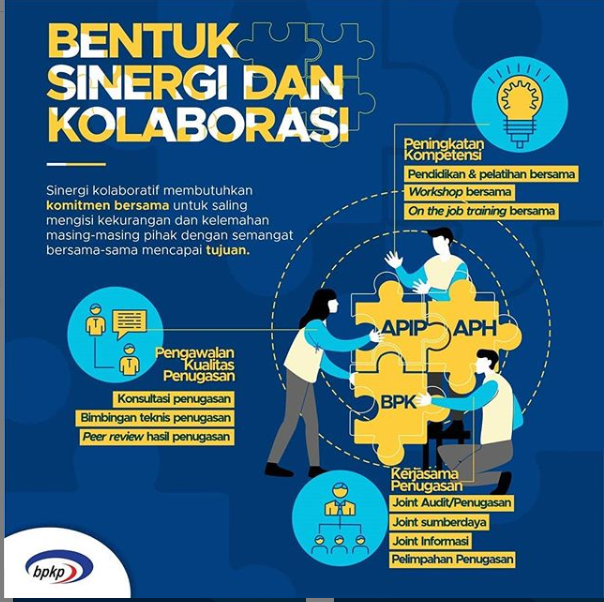 BENTUK
SINERGI DAN
KOLABORASI
Sinergi kolaboratif membutuhkan
komitmen bersama untuk saling
mengisi kekurangan dan kelemahan
masing-masing pihak dengan semangat
bersama-sama mencapai tujuan.
Peningkatan
Kompetensi
Pendidikan & pelatihan bersama
Workshop bersama
On the job training bersama
APIP
APH
BPK
Pengawalan
Kualitas
Penugasan
Konsultasi penugasan
Bimbingan teknis penugasan
Peer review hasil penugasan
Kerjasama
Penugasan
Joint Audit/Penugasan
Joint sumberdaya
Joint Informasi
Pelimpahan Penugasan
bpkp